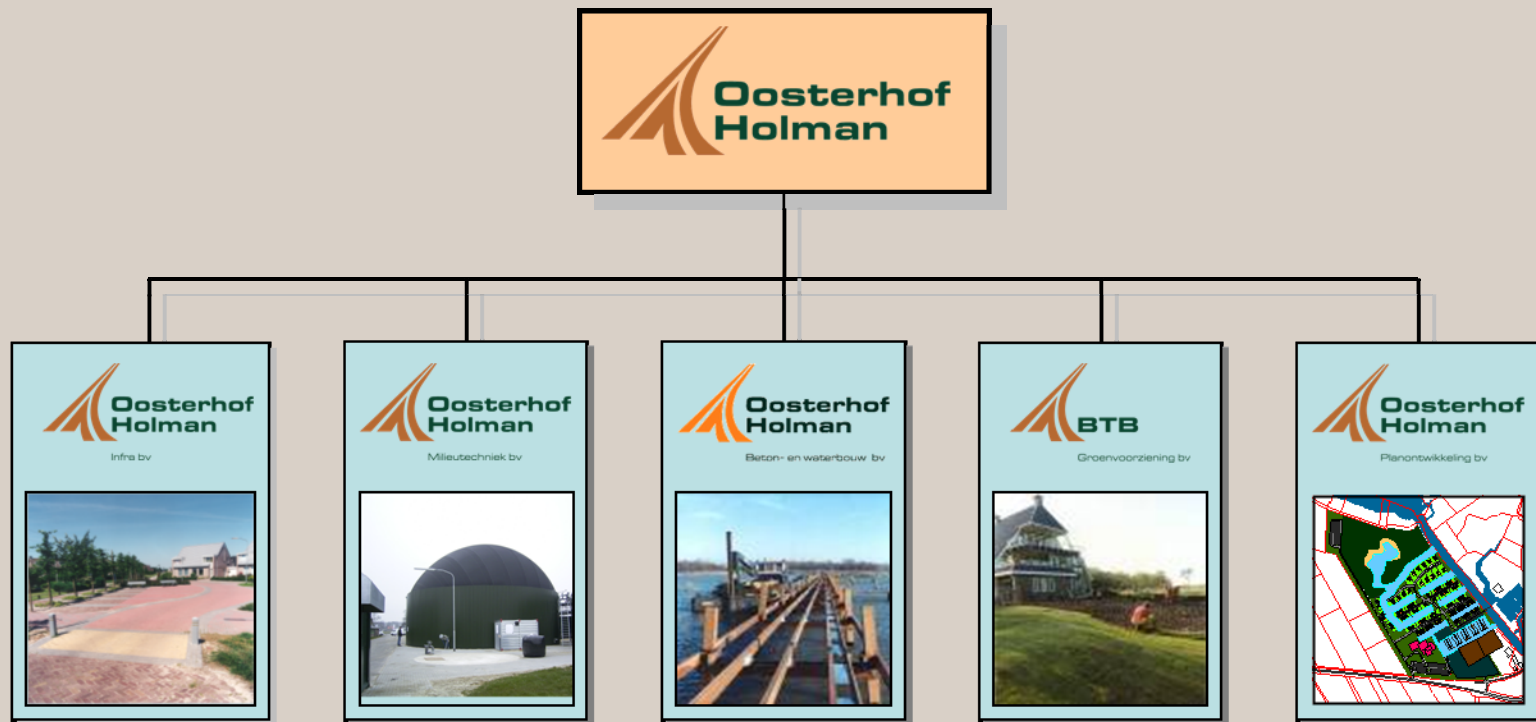 Oosterhof
Holman
Oosterhof
Holman
Infra bv
Oosterhof
Holman
Milieutechniek bv
Oosterhof
Holman
Beton- en waterbouw bv
BTB
Groenvoorziening bv
Oosterhof
Holman
Planontwikkeling bv